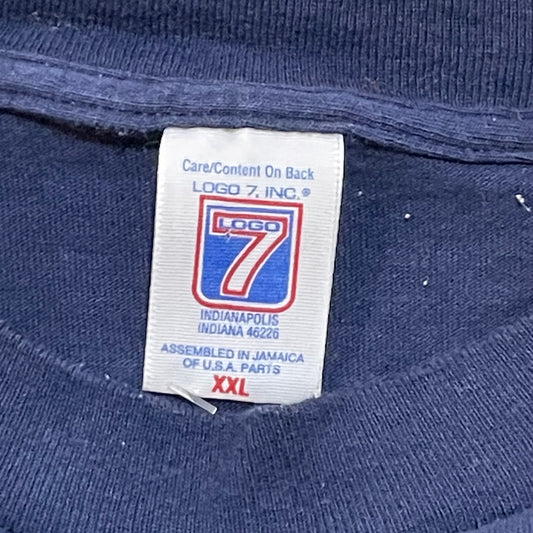 Care/Content On Back
LOGO 7, INC.®
LOGO
7
INDIANAPOLIS
INDIANA 46226
ASSEMBLED IN JAMAICA
OF U.S.A. PARTS
XXL